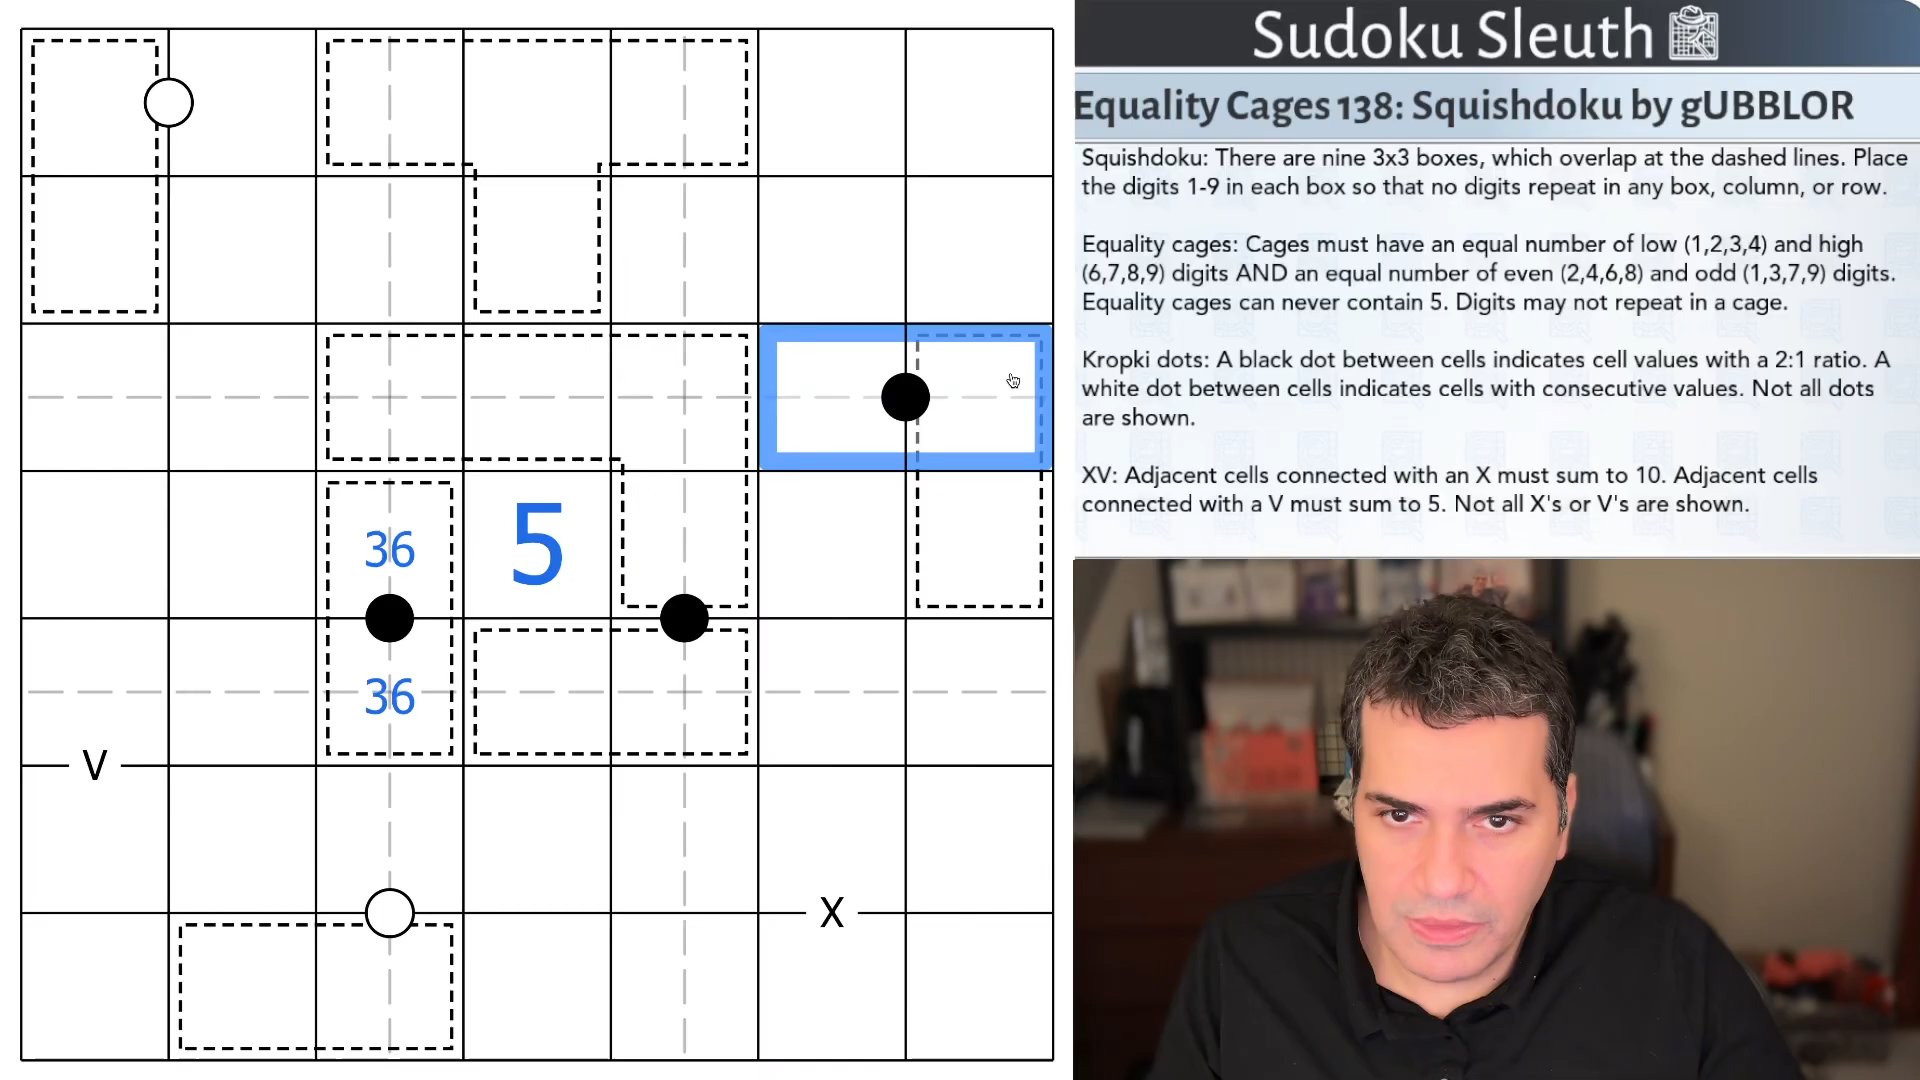 Sudoku Sleuth
Equality Cages 138: Squishdoku by gUBBLOR
Squishdoku: There are nine 3x3 boxes, which overlap at the dashed lines. Place
the digits 1-9 in each box so that no digits repeat in any box, column, or row.
Equality cages: Cages must have an equal number of low (1,2,3,4) and high
(6,7,8,9) digits AND an equal number of even (2,4,6,8) and odd (1,3,7,9) digits.
Equality cages can never contain 5. Digits may not repeat in a cage.
Kropki dots: A black dot between cells indicates cell values with a 2:1 ratio. A
white dot between cells indicates cells with consecutive values. Not all dots
are shown.
XV: Adjacent cells connected with an X must sum to 10. Adjacent cells
connected with a V must sum to 5. Not all X's or V's are shown.
36 5
36
V
X